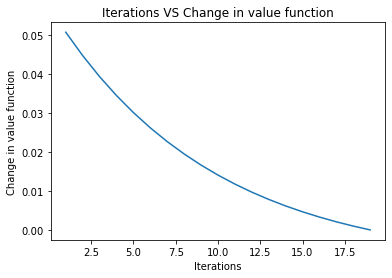 Iterations VS Change in value function
Change in value function
0.05
0.04
0.03
0.02
0.01
0.00
2.5 5.0 7.5 10.0 12.5 15.0 17.5
Iterations